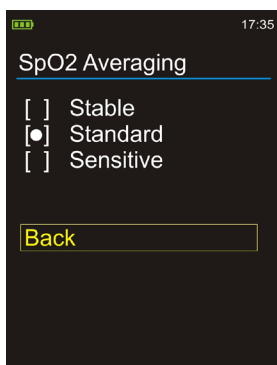 17:35
SpO2 Averaging
[ ] Stable
[●] Standard
[ ] Sensitive
Back